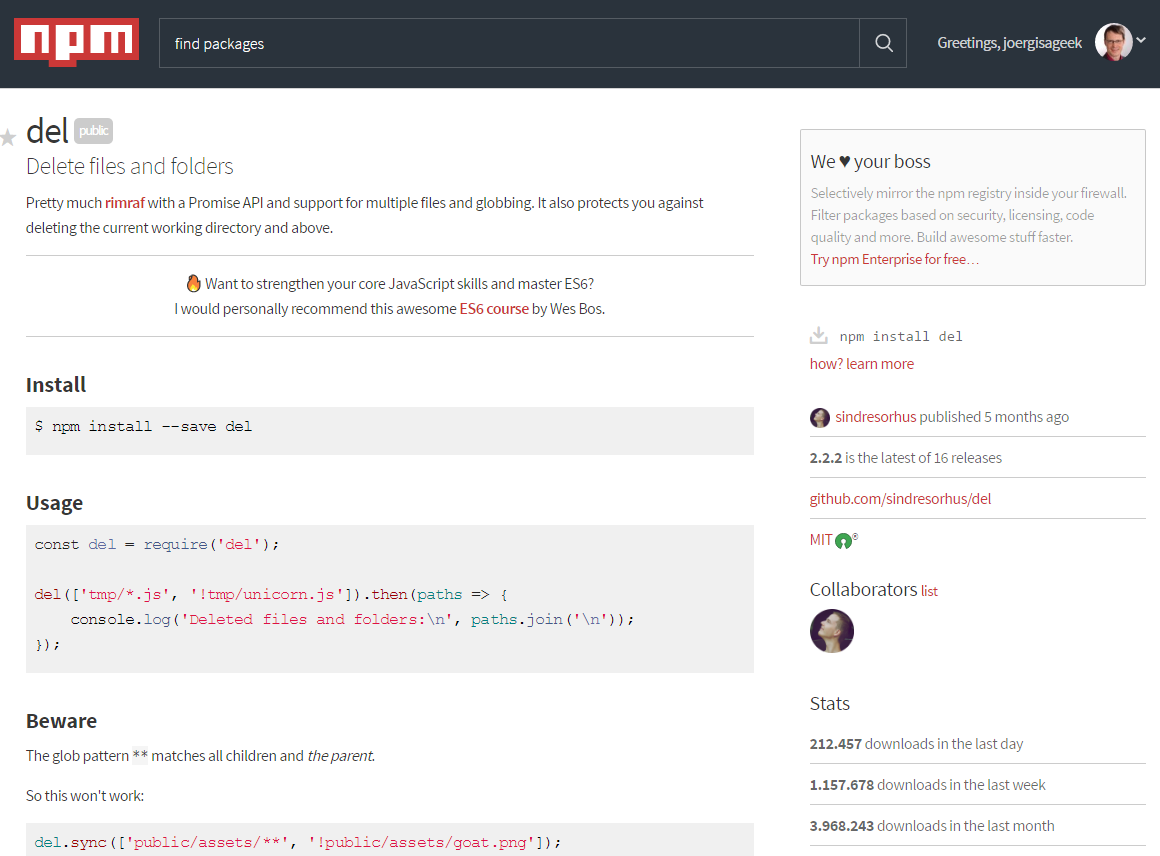 npm
find packages
Greetings, joergisageek
del public
Delete files and folders
Pretty much rimraf with a Promise API and support for multiple files and globbing. It also protects you against
deleting the current working directory and above.
🔥 Want to strengthen your core JavaScript skills and master ES6?
I would personally recommend this awesome ES6 course by Wes Bos.
Install
$ npm install --save del
Usage
const del = require('del');
del(['tmp/*.js', '!tmp/unicorn.js']).then(paths => {
    console.log('Deleted files and folders:\n', paths.join('\n'));
});
Beware
The glob pattern ** matches all children and the parent.
So this won't work:
del.sync(['public/assets/**', '!public/assets/goat.png']);
We ♥ your boss
Selectively mirror the npm registry inside your firewall.
Filter packages based on security, licensing, code
quality and more. Build awesome stuff faster.
Try npm Enterprise for free…
npm install del
how? learn more
sindresorhus published 5 months ago
2.2.2 is the latest of 16 releases
github.com/sindresorhus/del
MIT ®
Collaborators list
Stats
212.457 downloads in the last day
1.157.678 downloads in the last week
3.968.243 downloads in the last month